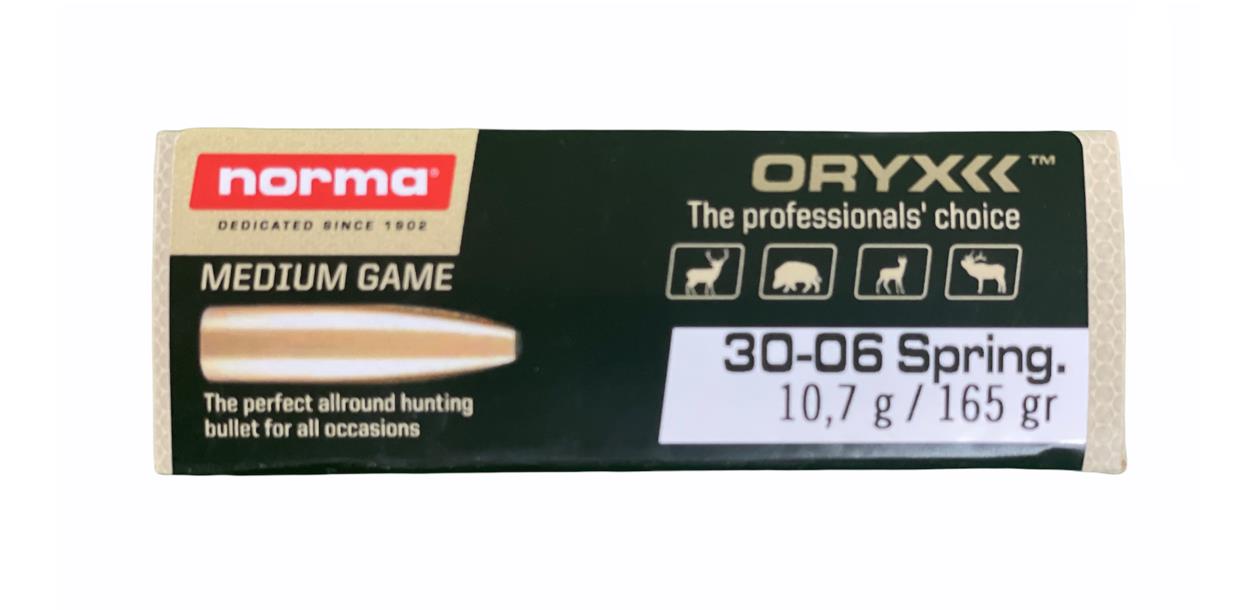 norma®
DEDICATED SINCE 1902
MEDIUM GAME
The perfect allround hunting
bullet for all occasions
ORYX™
The professionals' choice
30-06 Spring.
10,7 g / 165 gr